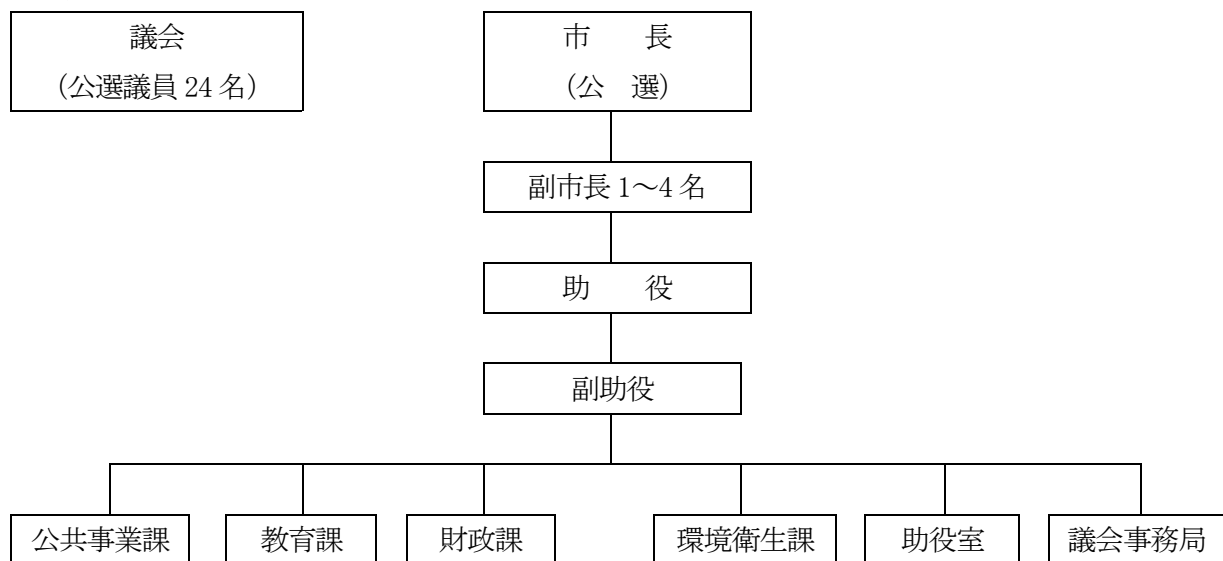 議会
（公選議員 24 名）
市　　長
（公　選）
副市長 1～4 名
助　　役
副助役
公共事業課
教育課
財政課
環境衛生課
助役室
議会事務局